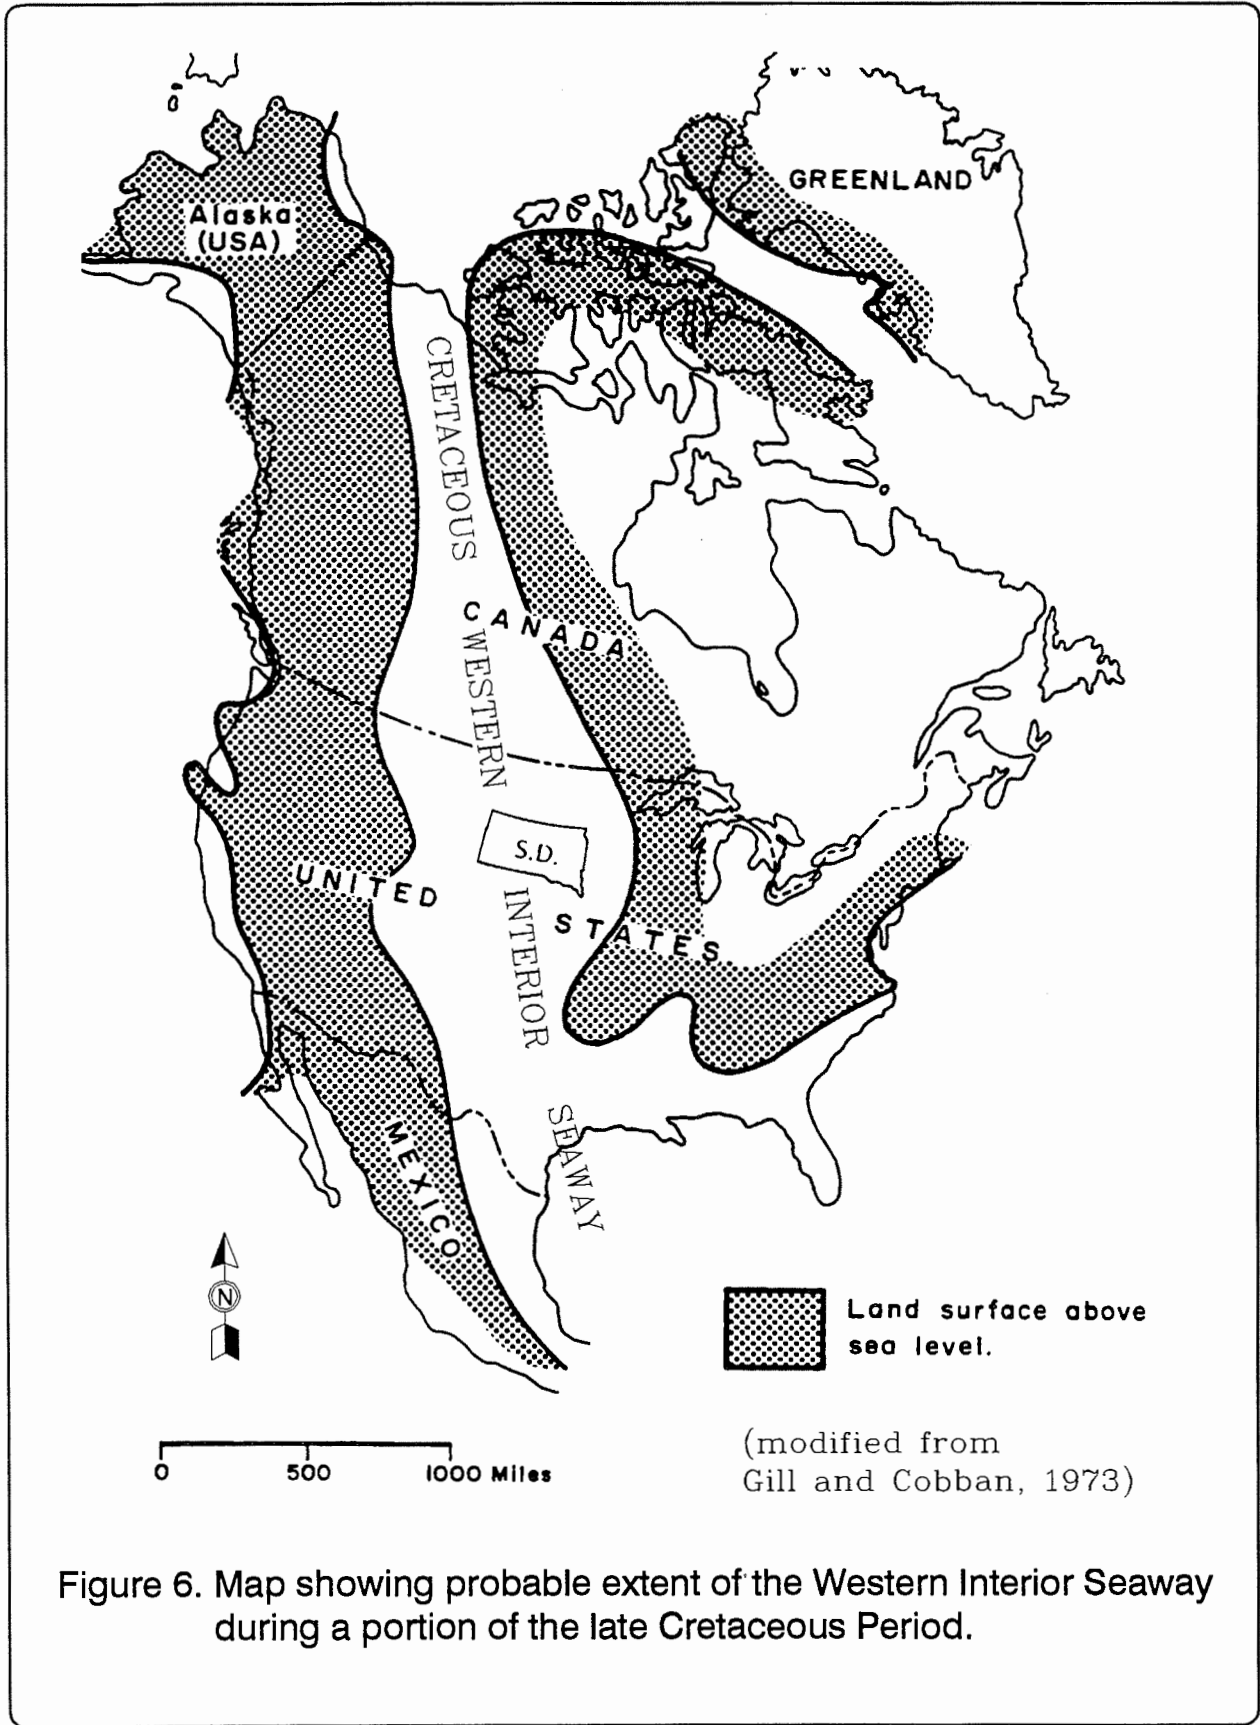 GREENLAND
Alaska
(USA)
CRETACEOUS
CANADA
WESTERN
S.D.
UNITED
STATES
INTERIOR
SEAWAY
MEXICO
N
Land surface above
sea level.
0 500 1000 Miles
(modified from
Gill and Cobban, 1973)
Figure 6. Map showing probable extent of the Western Interior Seaway
during a portion of the late Cretaceous Period.